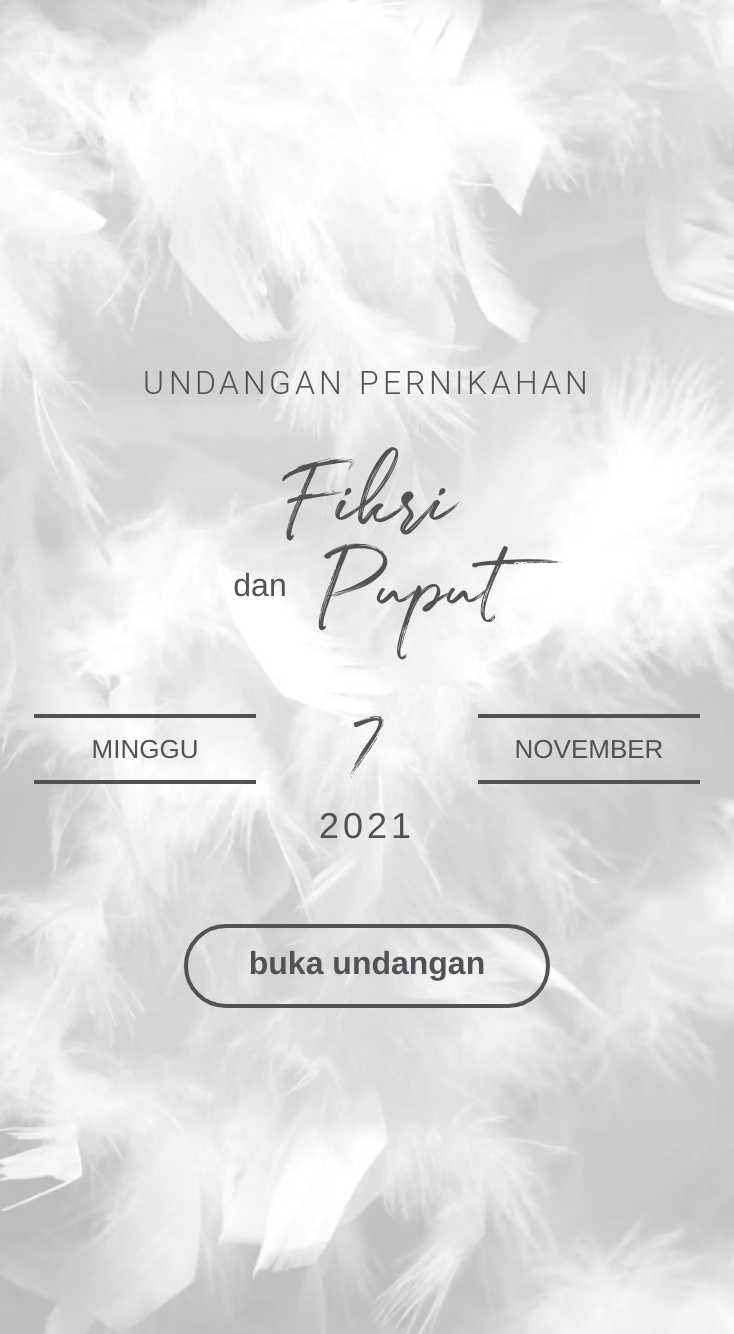 UNDANGAN PERNIKAHAN
Fikri
dan Puput
MINGGU 7 NOVEMBER
2021
buka undangan